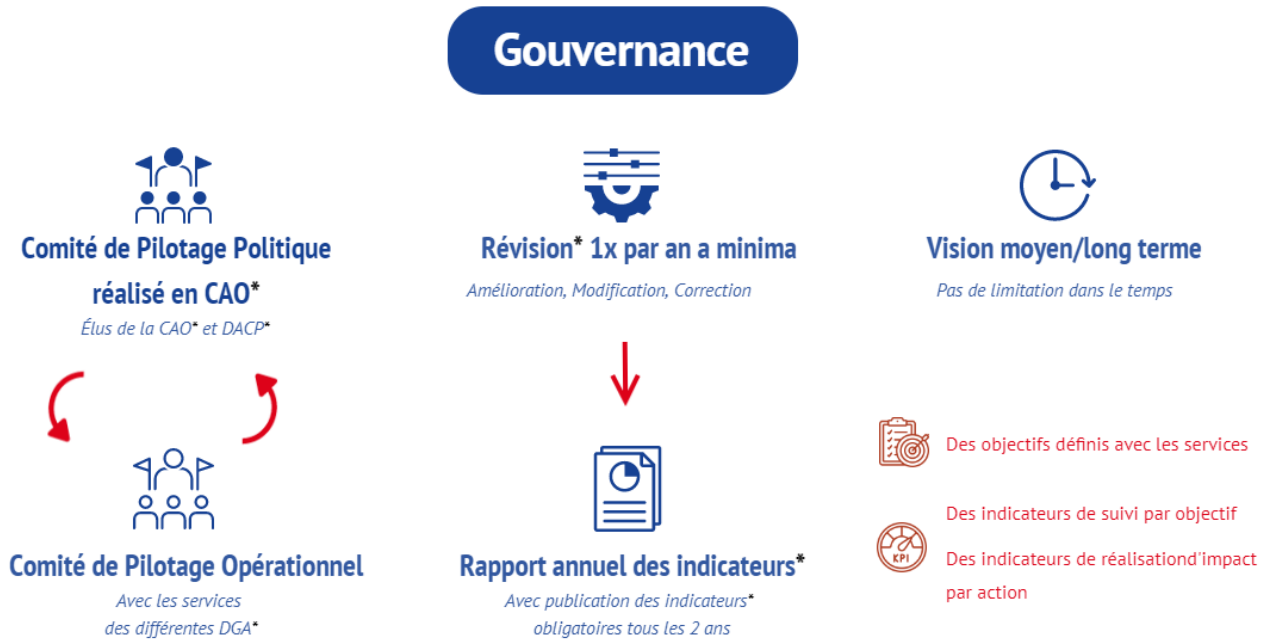 Gouvernance
Comité de Pilotage Politique
réalisé en CAO*
Élus de la CAO* et DACP*
Comité de Pilotage Opérationnel
Avec les services
des différentes DGA*
Révision* 1x par an a minima
Amélioration, Modification, Correction
Rapport annuel des indicateurs*
Avec publication des indicateurs*
obligatoires tous les 2 ans
Vision moyen/long terme
Pas de limitation dans le temps
Des objectifs définis avec les services
KPI
Des indicateurs de suivi par objectif
Des indicateurs de réalisationd'impact
par action